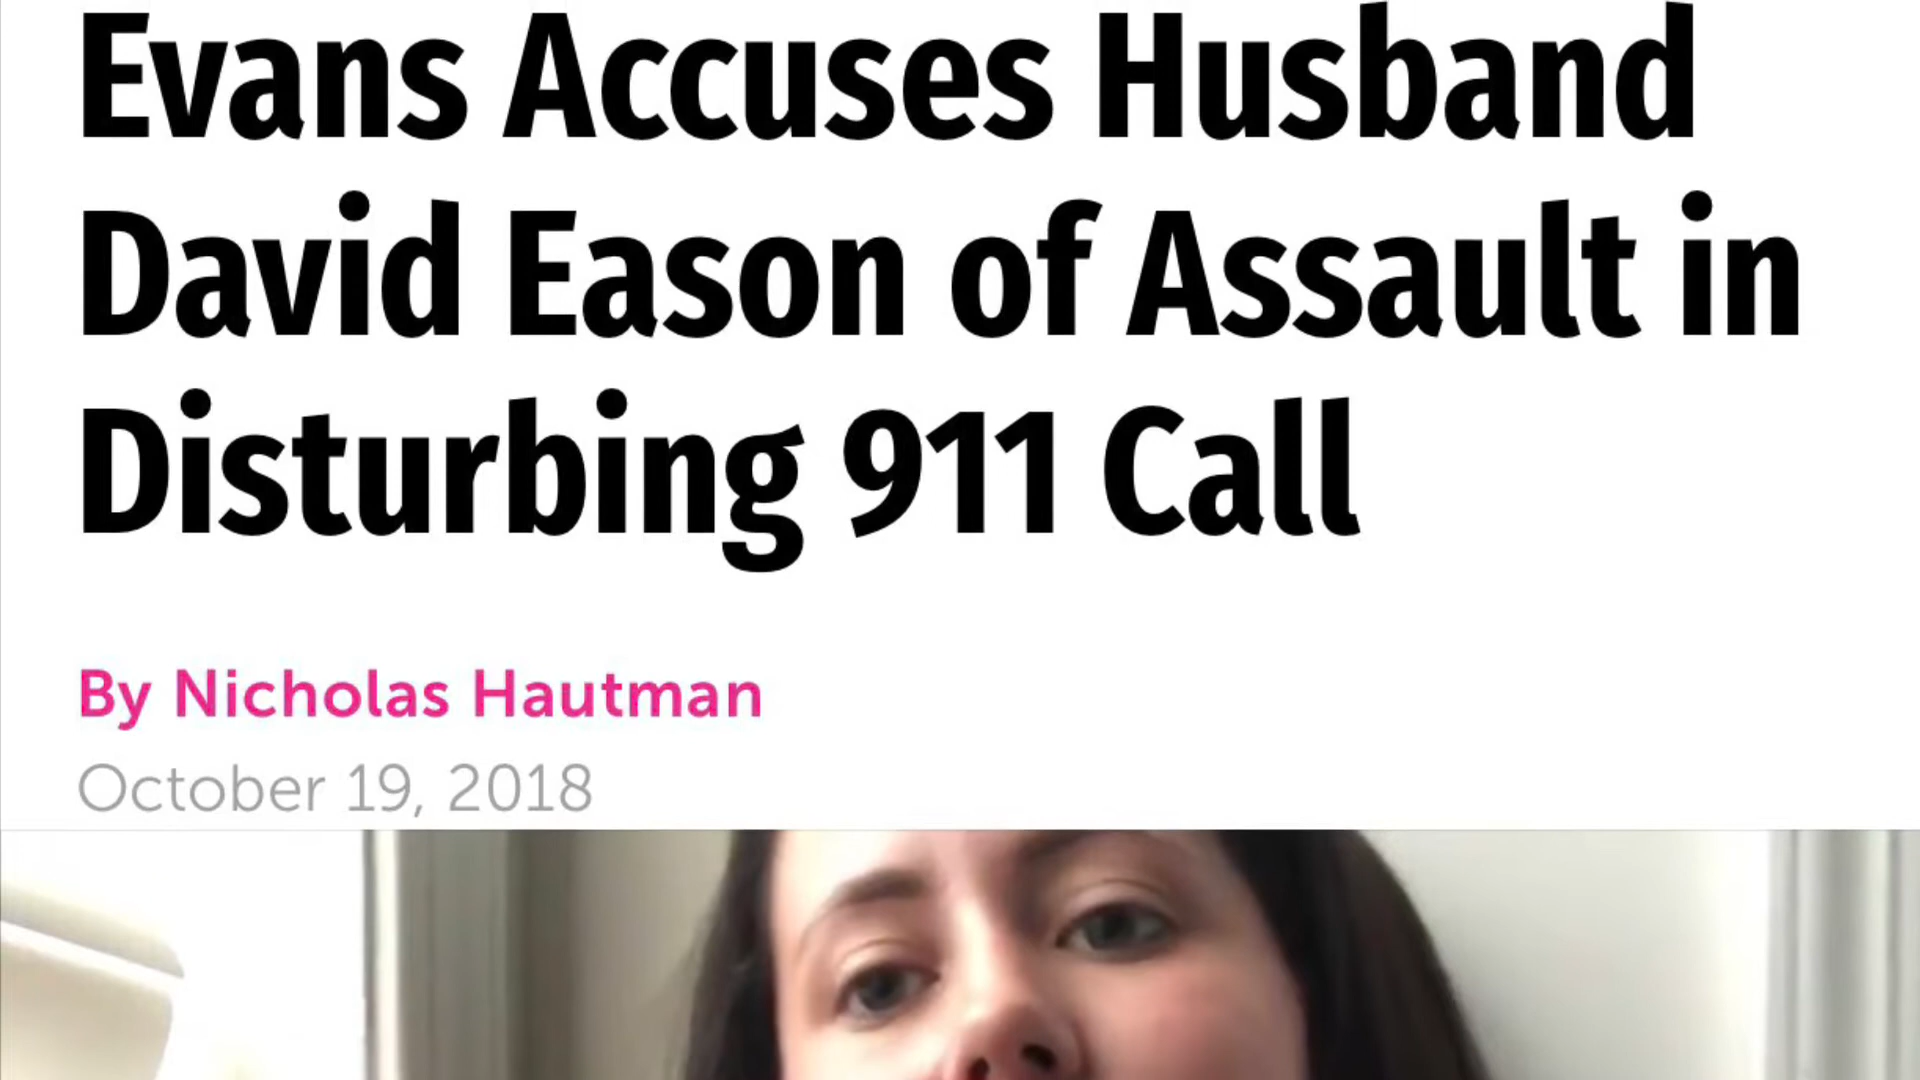 Evans Accuses Husband
David Eason of Assault in
Disturbing 911 Call
By Nicholas Hautman
October 19, 2018